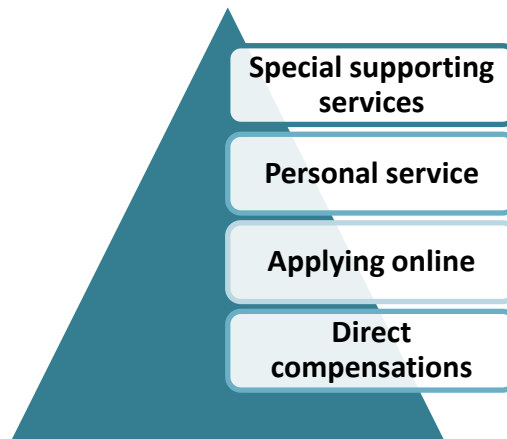 Special supporting
services
Personal service
Applying online
Direct
compensations